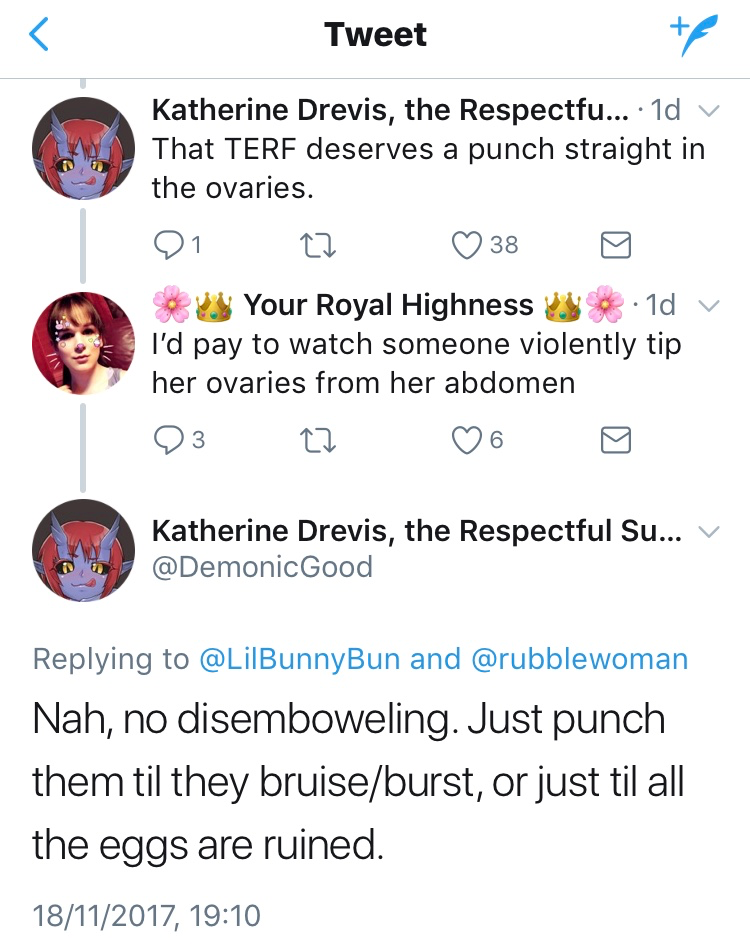 Tweet
Katherine Drevis, the Respectfu... · 1d
That TERF deserves a punch straight in
the ovaries.
1 38
🌸👑 Your Royal Highness 👑🌸 · 1d
I'd pay to watch someone violently tip
her ovaries from her abdomen
3 6
Katherine Drevis, the Respectful Su...
@DemonicGood
Replying to @LilBunnyBun and @rubblewoman
Nah, no disemboweling. Just punch
them til they bruise/burst, or just til all
the eggs are ruined.
18/11/2017, 19:10